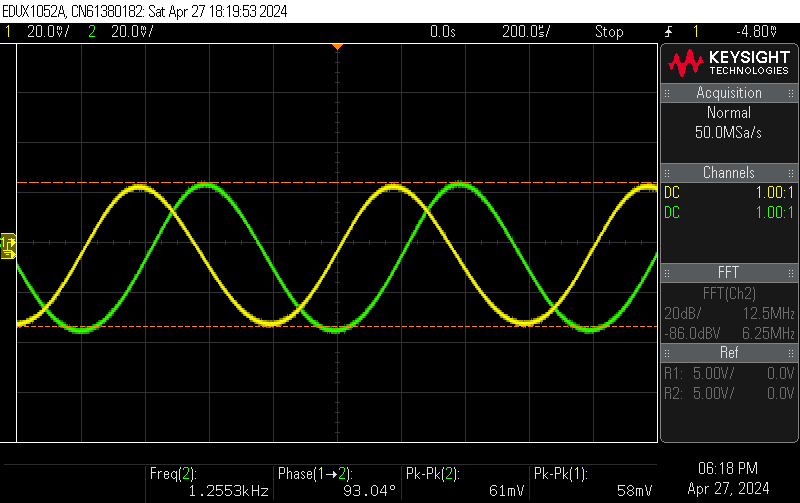 EDUX1052A, CN61380182: Sat Apr 27 18:19:53 2024
1 20.0V/ 2 20.0V/ 0.0s 200.0s/ Stop 1 -4.80V
KEYSIGHT
TECHNOLOGIES
Acquisition
Normal
50.0MSa/s
Channels
DC 1.00:1
DC 1.00:1
FFT
FFT(Ch2)
20dB/ 12.5MHz
-86.0dBV 6.25MHz
Ref
R1: 5.00V/ 0.0V
R2: 5.00V/ 0.0V
Freq(2): Phase(1→2): Pk-Pk(2): Pk-Pk(1):
1.2553kHz 93.04° 61mV 58mV
06:18 PM
Apr 27, 2024